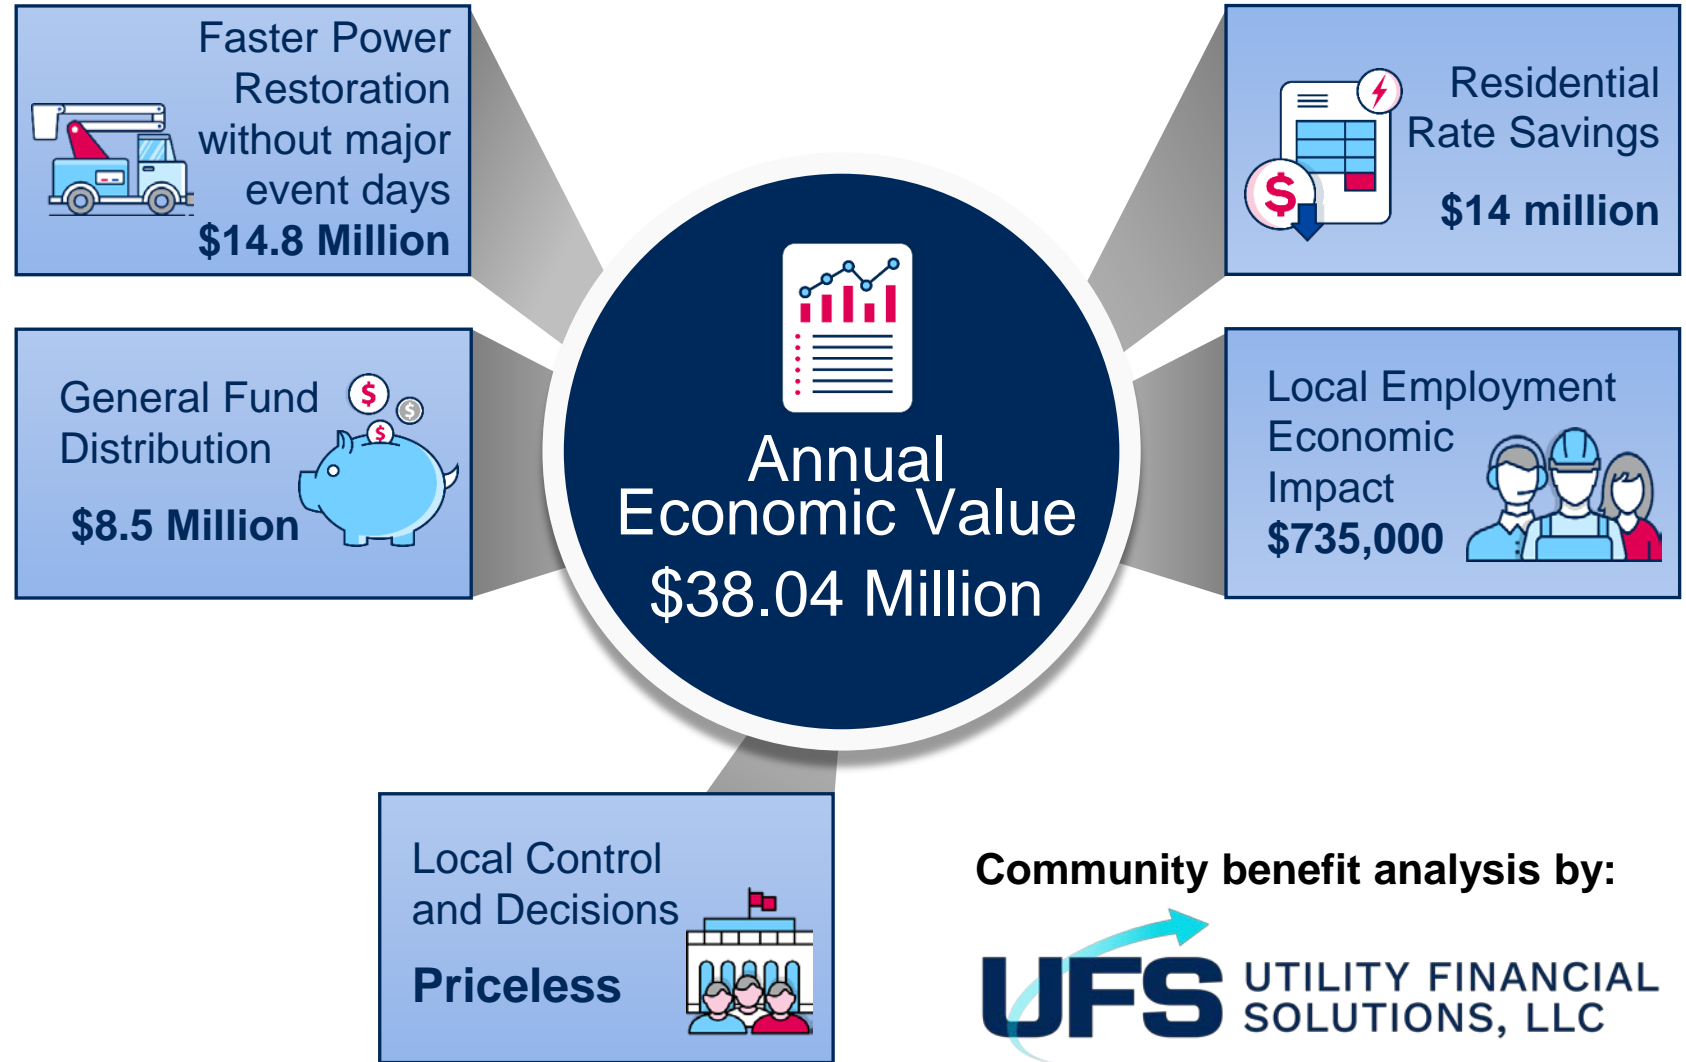 Faster Power
Restoration
without major
event days
$14.8 Million
Residential
Rate Savings
$14 million
General Fund
Distribution
$8.5 Million
Annual
Economic Value
$38.04 Million
Local Employment
Economic
Impact
$735,000
Local Control
and Decisions
Priceless
Community benefit analysis by:
UFS
UTILITY FINANCIAL
SOLUTIONS, LLC